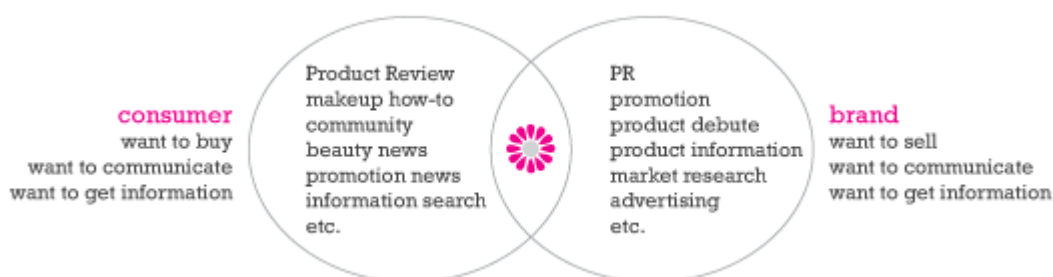 consumer
want to buy
want to communicate
want to get information
Product Review
makeup how-to
community
beauty news
promotion news
information search
etc.
PR
promotion
product debute
product information
market research
advertising
etc.
brand
want to sell
want to communicate
want to get information